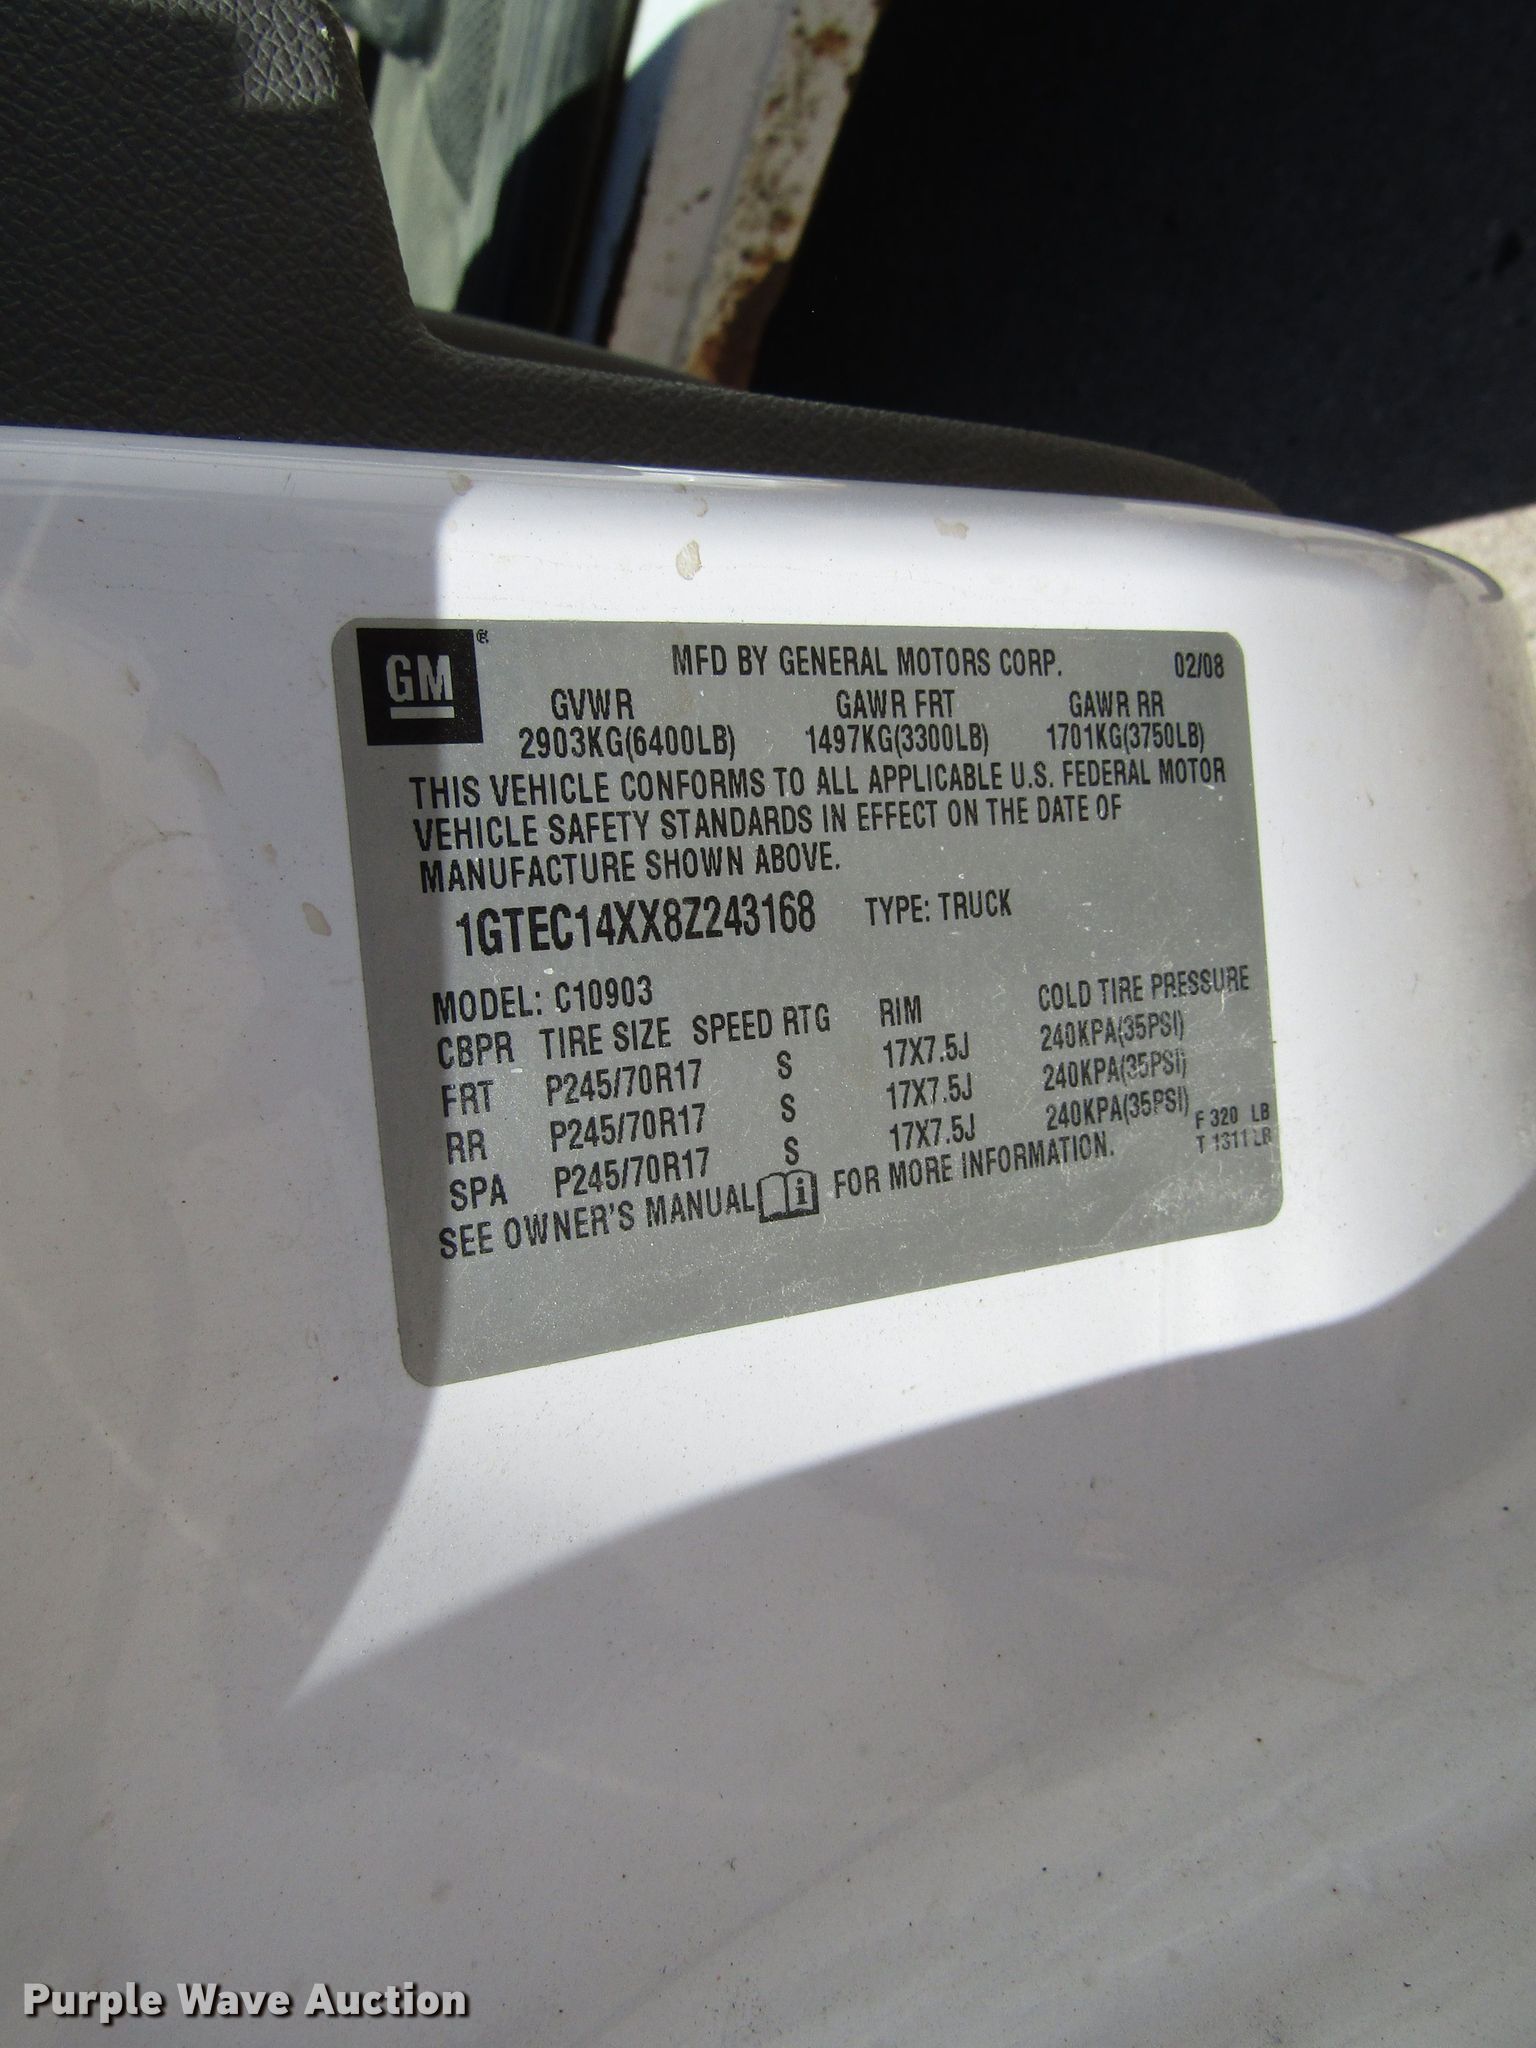 GM®
MFD BY GENERAL MOTORS CORP. 02/08
GVWR GAWR FRT GAWR RR
2903KG(6400LB) 1497KG(3300LB) 1701KG(3750LB)
THIS VEHICLE CONFORMS TO ALL APPLICABLE U.S. FEDERAL MOTOR
VEHICLE SAFETY STANDARDS IN EFFECT ON THE DATE OF
MANUFACTURE SHOWN ABOVE.
1GTEC14XX8Z243168 TYPE: TRUCK
MODEL: C10903
CBPR TIRE SIZE SPEED RTG RIM COLD TIRE PRESSURE
FRT P245/70R17 S 17X7.5J 240KPA(35PSI)
RR P245/70R17 S 17X7.5J 240KPA(35PSI)
SPA P245/70R17 S 17X7.5J 240KPA(35PSI)
SEE OWNER'S MANUAL i FOR MORE INFORMATION.
F 320 LB
T 1311 LB
Purple Wave Auction